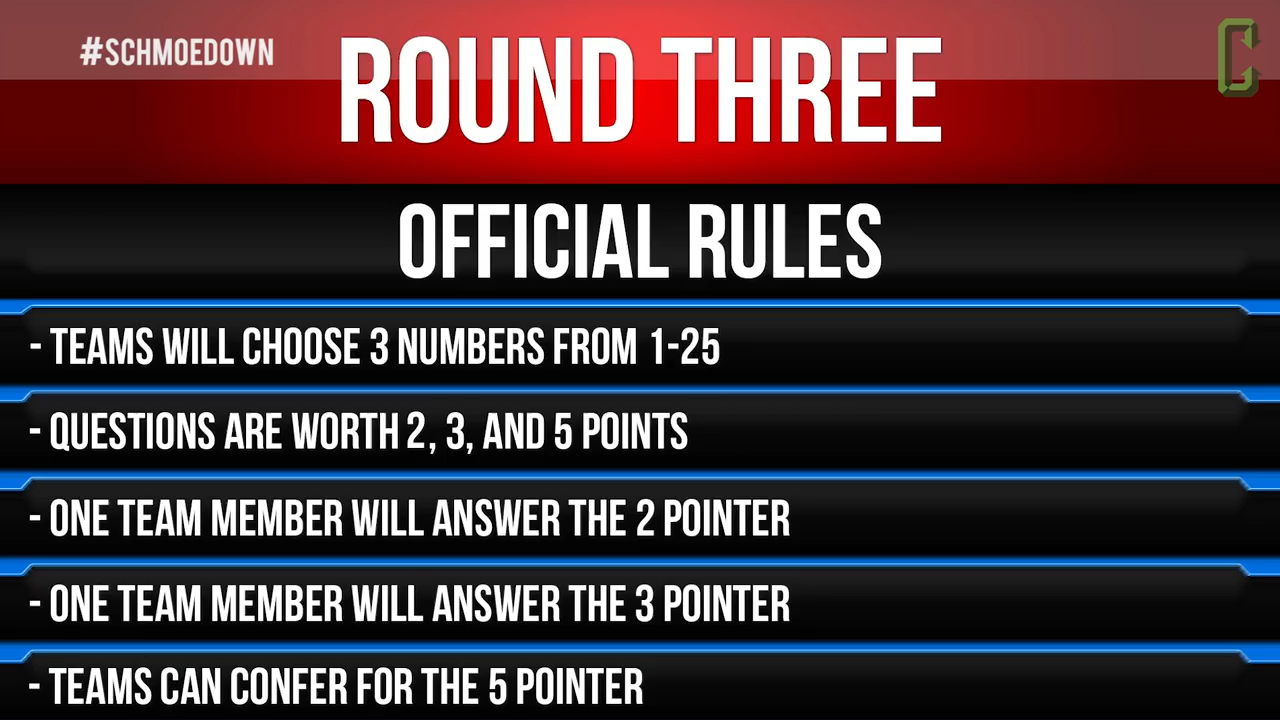 #SCHMOEDOWN
ROUND THREE
OFFICIAL RULES
- TEAMS WILL CHOOSE 3 NUMBERS FROM 1-25
- QUESTIONS ARE WORTH 2, 3, AND 5 POINTS
- ONE TEAM MEMBER WILL ANSWER THE 2 POINTER
- ONE TEAM MEMBER WILL ANSWER THE 3 POINTER
- TEAMS CAN CONFER FOR THE 5 POINTER